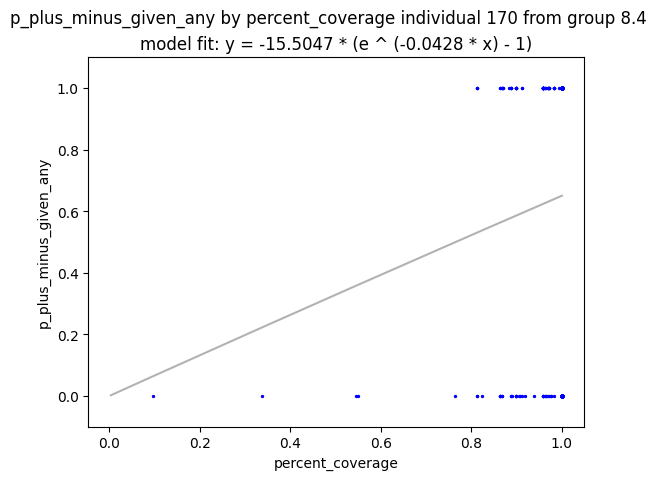 p_plus_minus_given_any by percent_coverage individual 170 from group 8.4
model fit: y = -15.5047 * (e ^ (-0.0428 * x) - 1)
1.0
0.8
0.6
0.4
0.2
0.0
p_plus_minus_given_any
0.0 0.2 0.4 0.6 0.8 1.0
percent_coverage